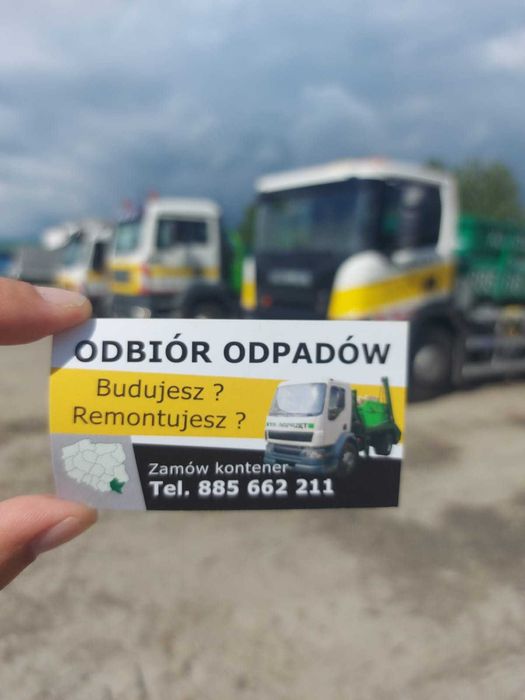 ODBIÓR ODPADÓW
Budujesz ?
Remontujesz ?
Zamów kontener
Tel. 885 662 211